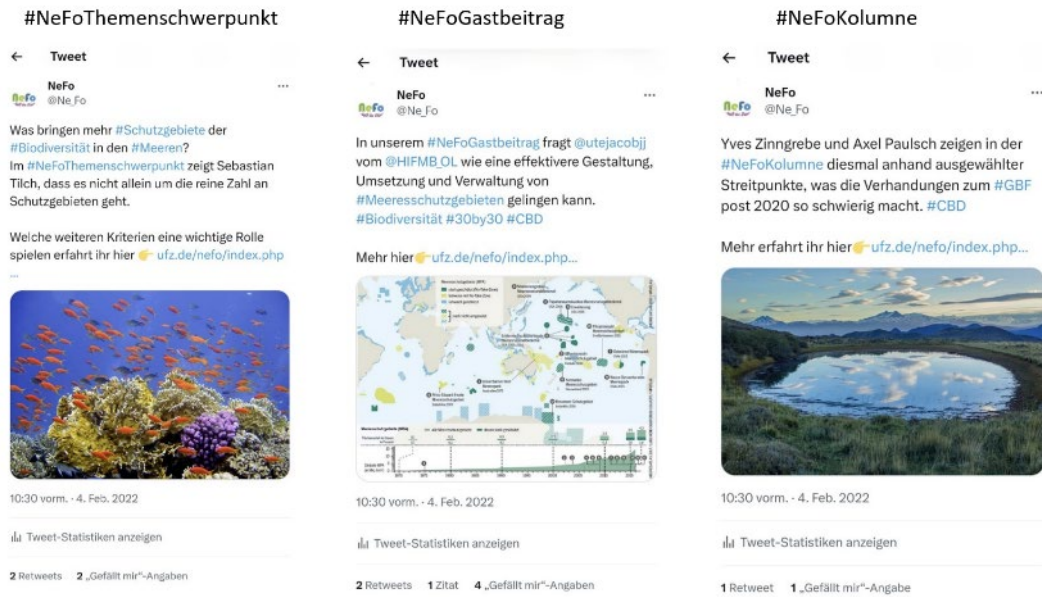 #NeFoThemenschwerpunkt
← Tweet
NeFo
@Ne_Fo
Was bringen mehr #Schutzgebiete der
#Biodiversität in den #Meeren?
Im #NeFoThemenschwerpunkt zeigt Sebastian
Tilch, dass es nicht allein um die reine Zahl an
Schutzgebieten geht.
Welche weiteren Kriterien eine wichtige Rolle
spielen erfahrt ihr hier 👉 ufz.de/nefo/index.php
...
10:30 vorm. · 4. Feb. 2022
Tweet-Statistiken anzeigen
2 Retweets 2 „Gefällt mir“-Angaben
#NeFoGastbeitrag
← Tweet
NeFo
@Ne_Fo
In unserem #NeFoGastbeitrag fragt @utejacobjj
vom @HIFMB_OL wie eine effektivere Gestaltung,
Umsetzung und Verwaltung von
#Meeresschutzgebieten gelingen kann.
#Biodiversität #30by30 #CBD
Mehr hier👉ufz.de/nefo/index.php...
10:30 vorm. · 4. Feb. 2022
Tweet-Statistiken anzeigen
2 Retweets 1 Zitat 4 „Gefällt mir“-Angaben
#NeFoKolumne
← Tweet
NeFo
@Ne_Fo
Yves Zinngrebe und Axel Paulsch zeigen in der
#NeFoKolumne diesmal anhand ausgewählter
Streitpunkte, was die Verhandungen zum #GBF
post 2020 so schwierig macht. #CBD
Mehr erfahrt ihr hier👉ufz.de/nefo/index.php...
10:30 vorm. · 4. Feb. 2022
Tweet-Statistiken anzeigen
1 Retweet 1 „Gefällt mir“-Angabe